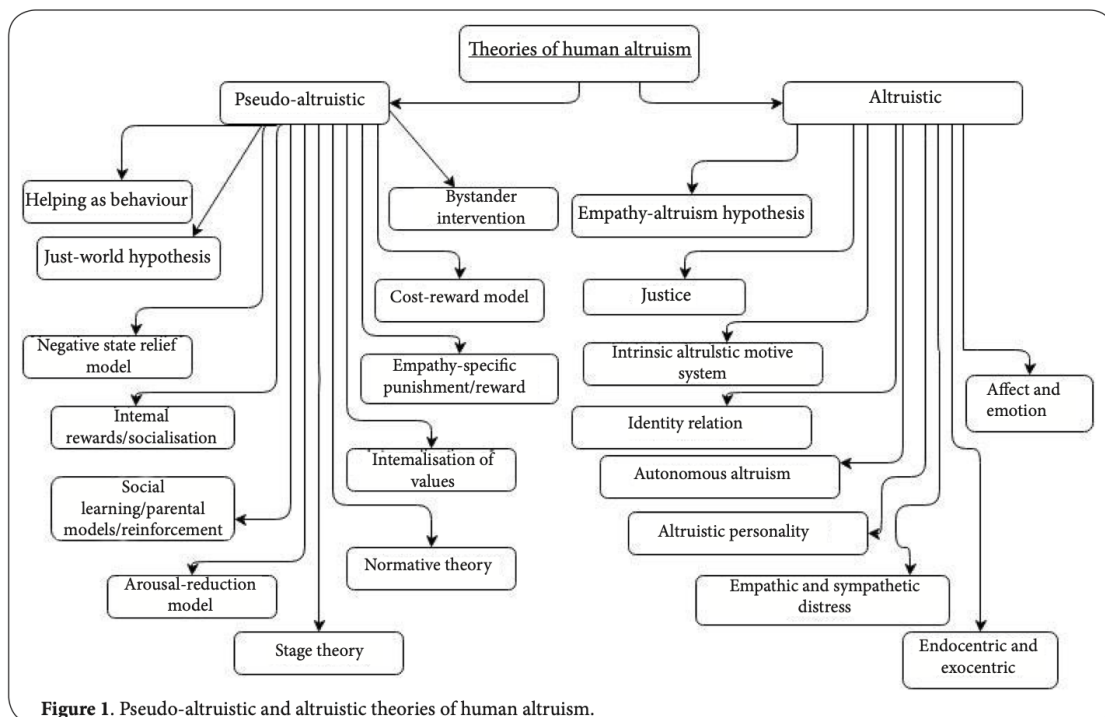 Theories of human altruism
Pseudo-altruistic
Altruistic
Helping as behaviour
Just-world hypothesis
Negative state relief
model
Intemal
rewards/socialisation
Social
learning/parental
models/reinforcement
Arousal-reduction
model
Stage theory
Bystander
intervention
Cost-reward model
Empathy-specific
punishment/reward
Intemalisation of
values
Normative theory
Empathy-altruism hypothesis
Justice
Intrinsic altrulstic motive
system
Identity relation
Autonomous altruism
Altruistic personality
Empathic and sympathetic
distress
Endocentric and
and exocentric
Affect and
emotion
Figure 1. Pseudo-altruistic and altruistic theories of human altruism.